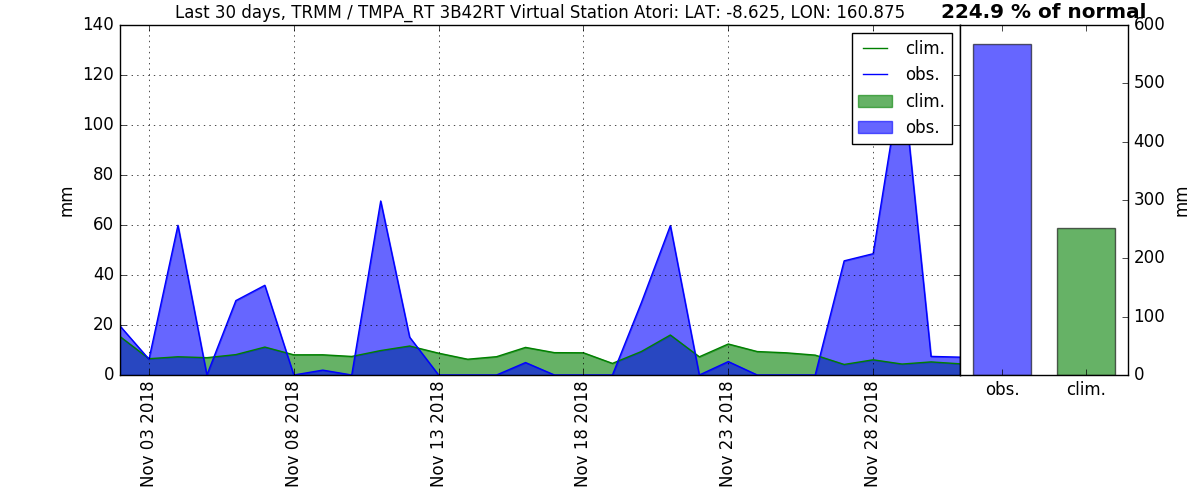 Last 30 days, TRMM / TMPA_RT 3B42RT Virtual Station Atori: LAT: -8.625, LON: 160.875
224.9 % of normal
140
120
100
80
60
40
20
0
mm
clim.
obs.
clim.
obs.
Nov 03 2018
Nov 08 2018
Nov 13 2018
Nov 18 2018
Nov 23 2018
Nov 28 2018
600
500
400
300
200
100
0
mm
obs.
clim.